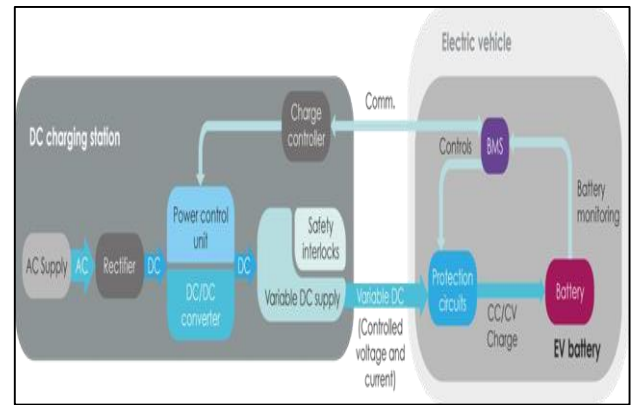 Electric vehicle
DC charging station
Charge
controller
Comm.
BMS
Controls
Battery
monitoring
Power control
unit
Safety
interlocks
AC Supply
AC
Rectifier
DC
DC/DC
converter
DC
Variable DC supply
Variable DC
(Controlled
voltage and
current)
Protection
circuits
CC/CV
Charge
Battery
EV battery